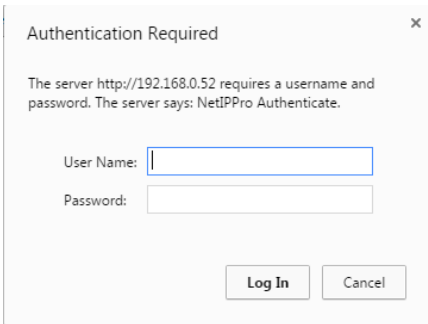 Authentication Required
The server http://192.168.0.52 requires a username and
password. The server says: NetIPPro Authenticate.
User Name:
Password:
Log In
Cancel